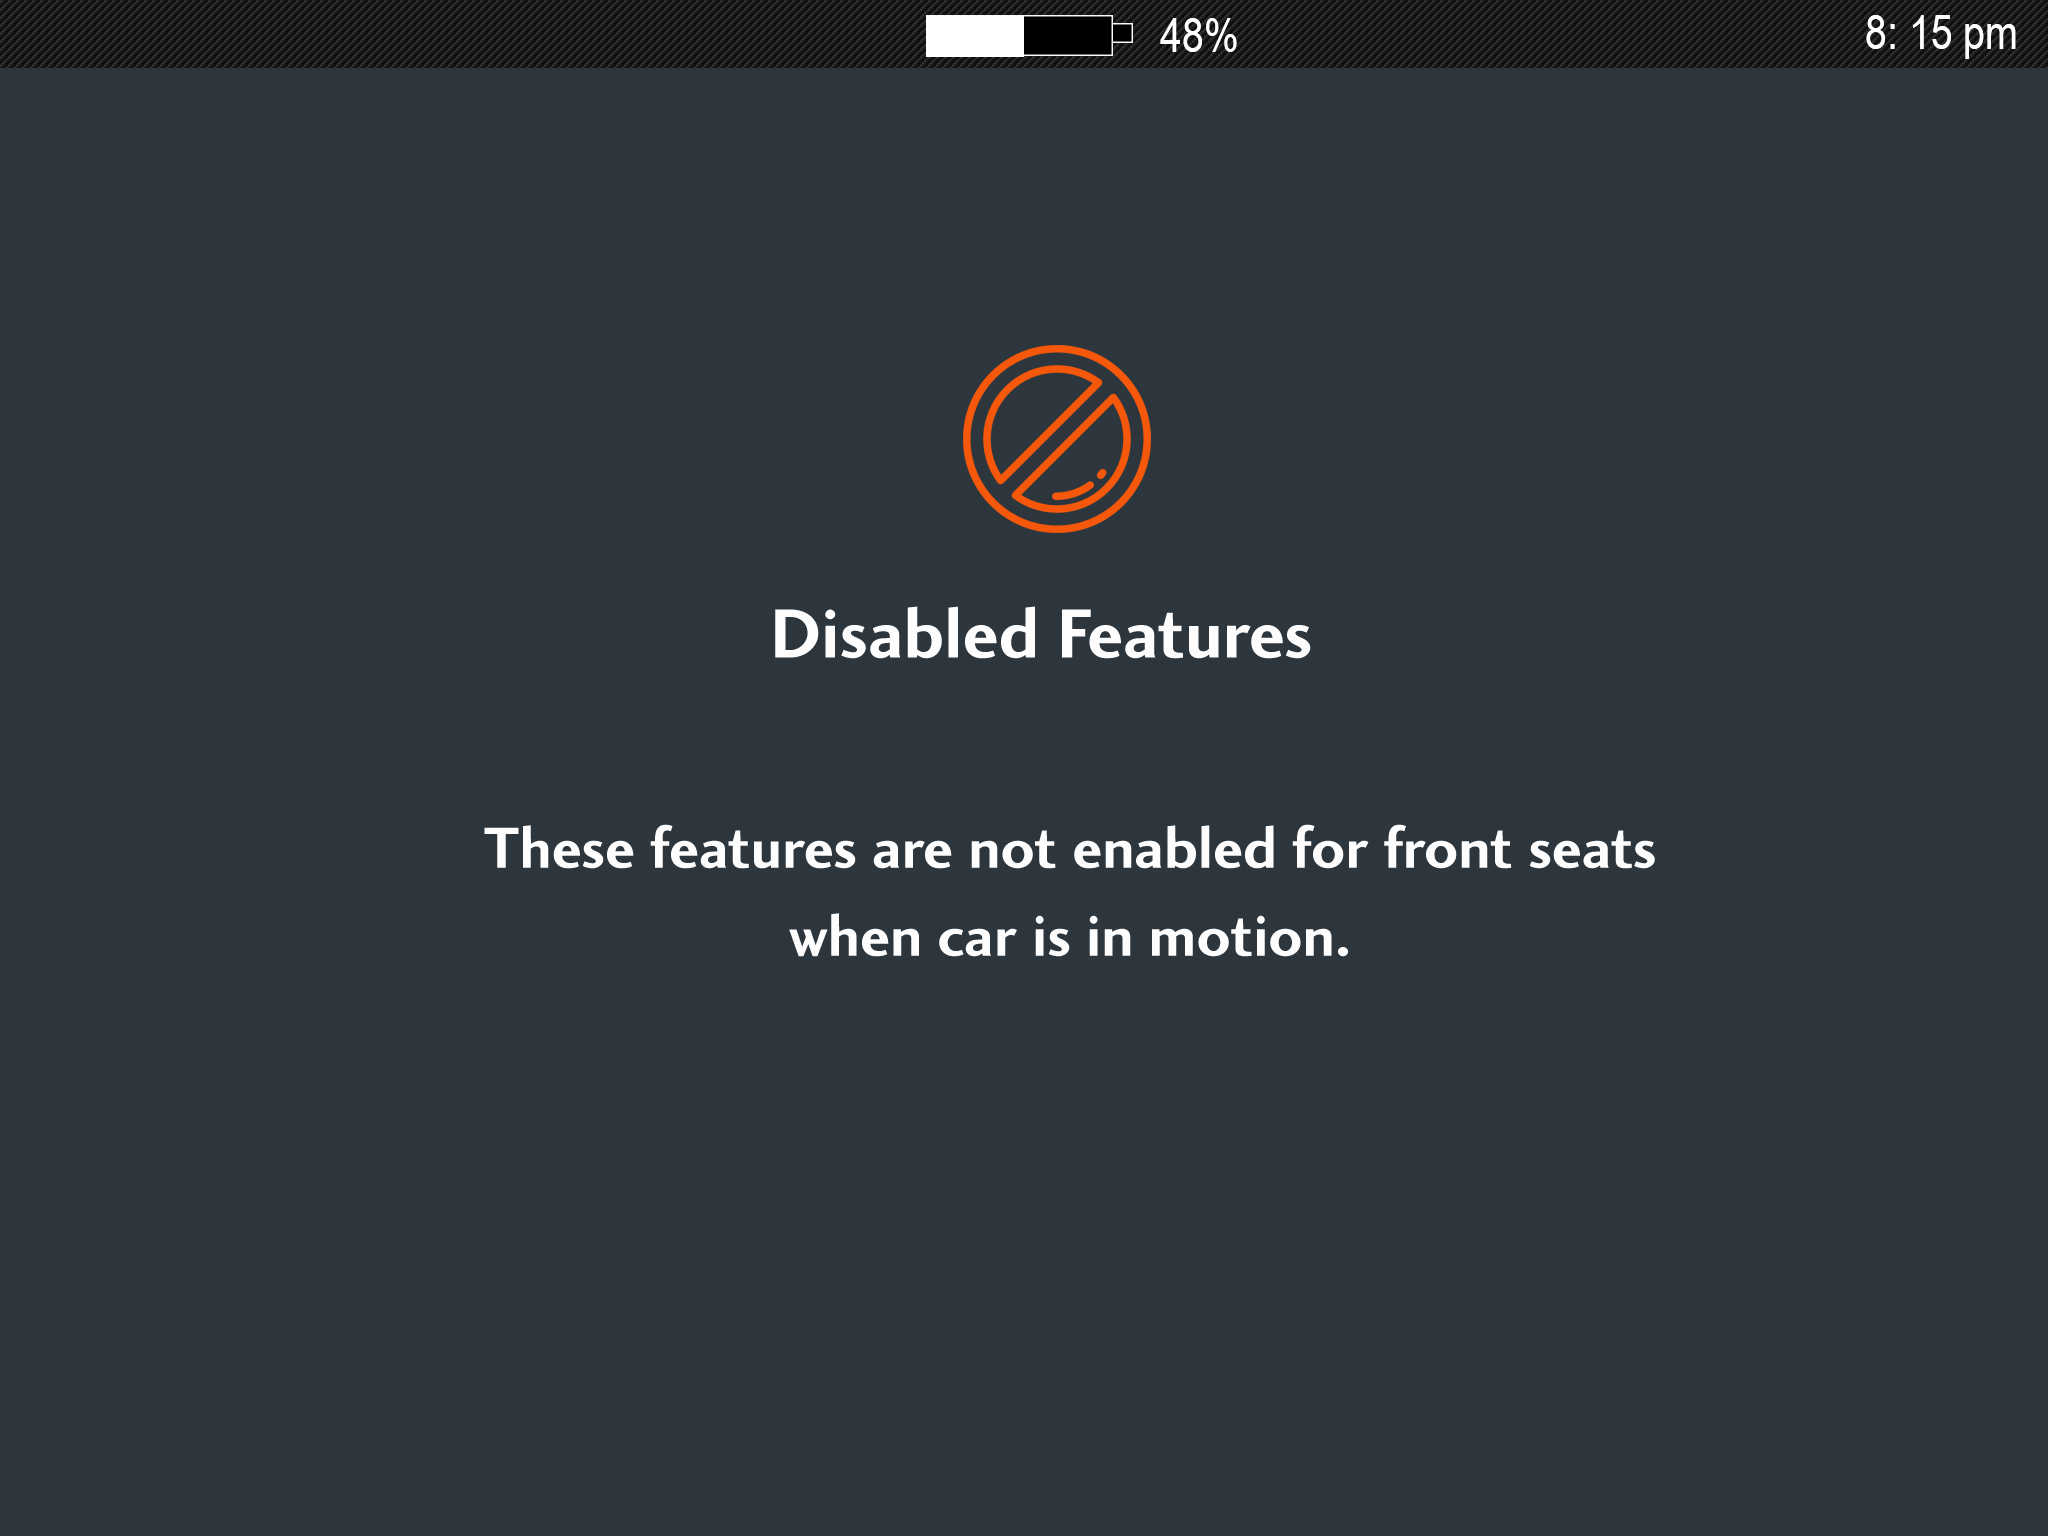 48%
8: 15 pm
Disabled Features
These features are not enabled for front seats
when car is in motion.